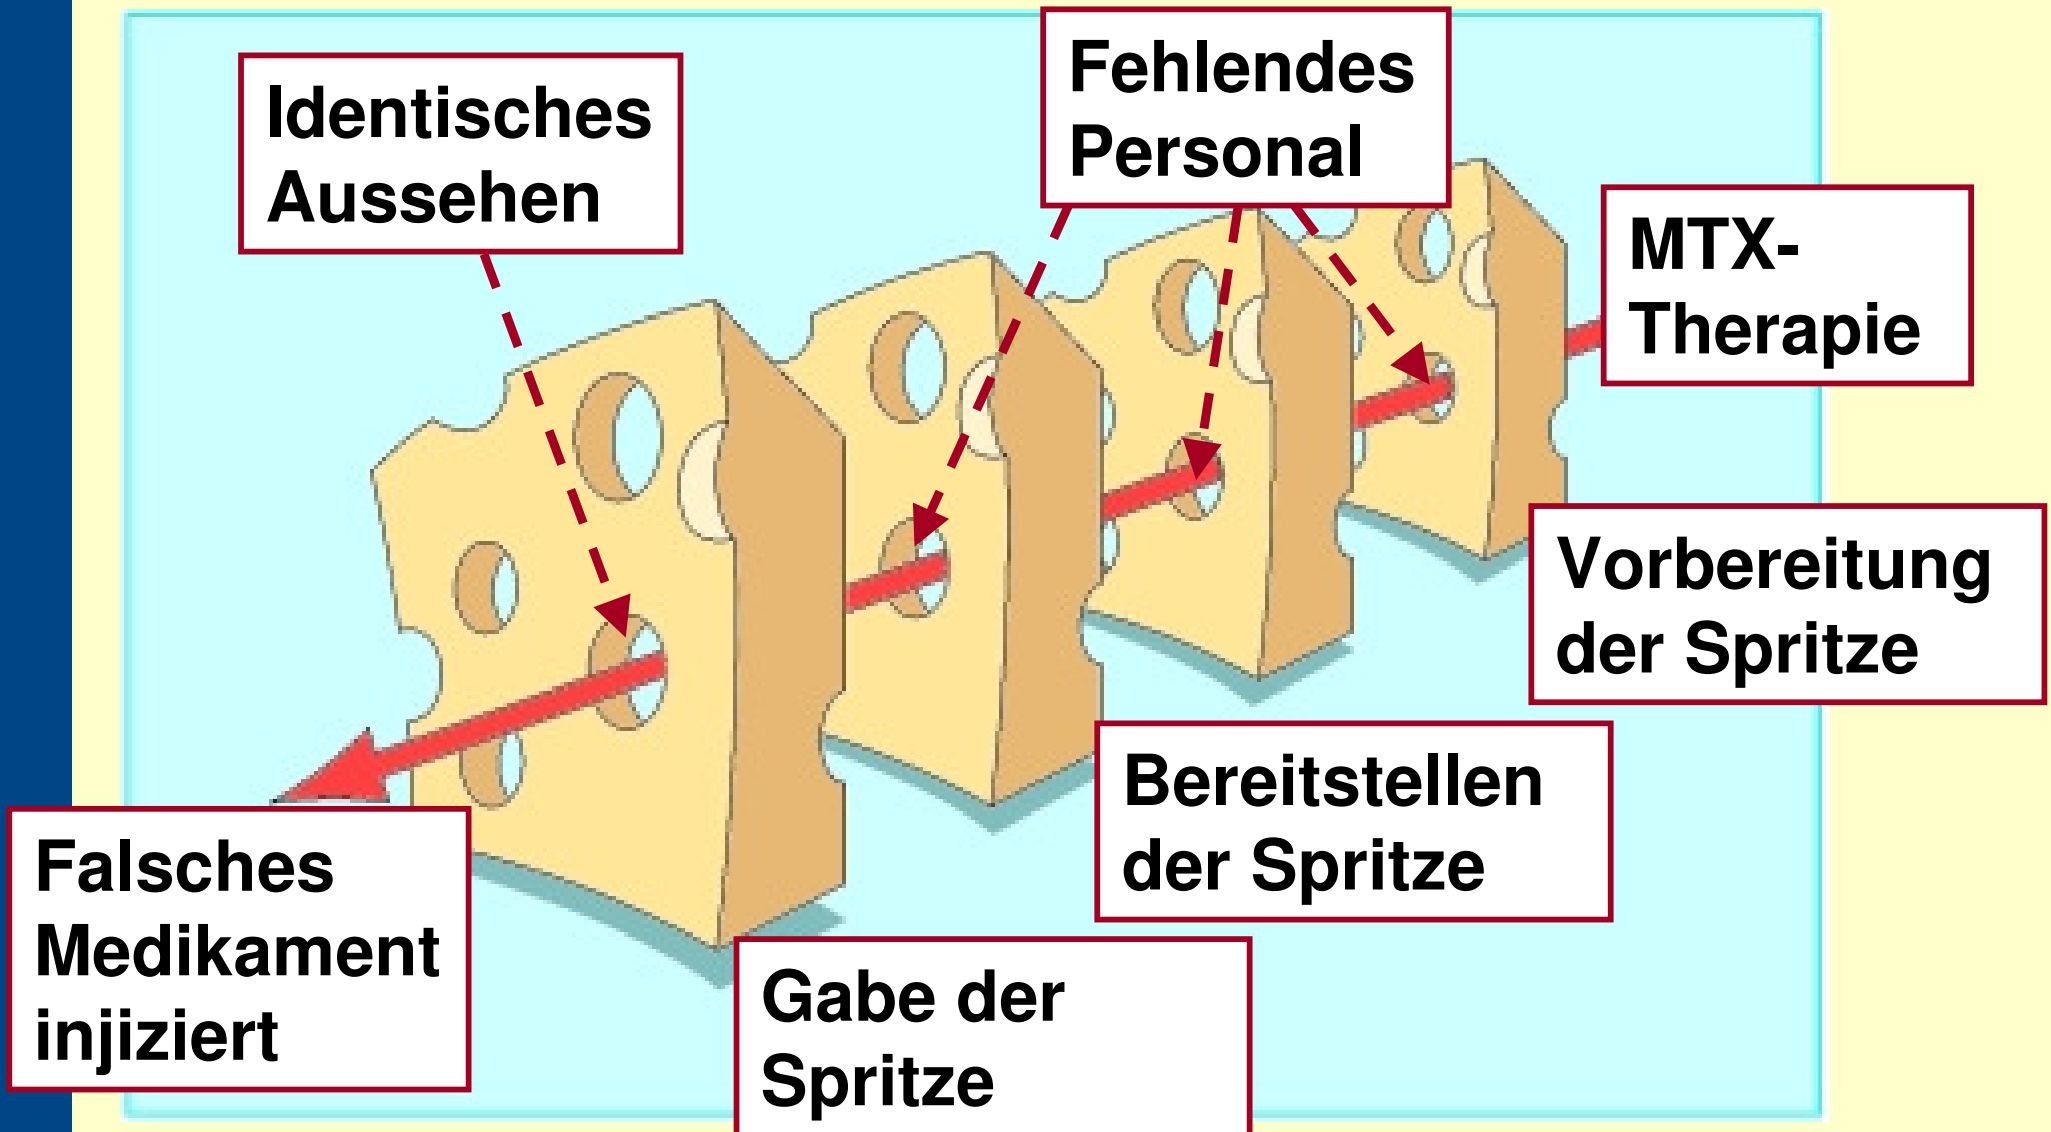 Identisches
Aussehen
Fehlendes
Personal
MTX-
Therapie
Vorbereitung
der Spritze
Bereitstellen
der Spritze
Gabe der
Spritze
Falsches
Medikament
injiziert